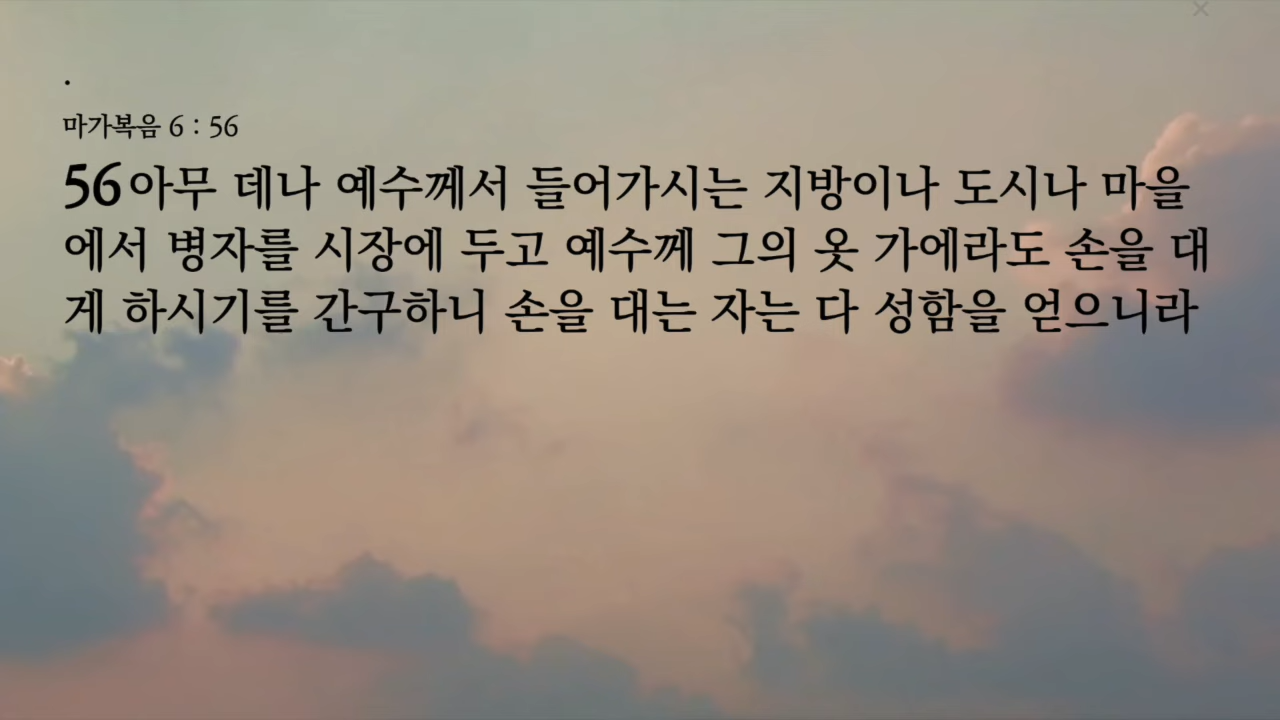 .
마가복음 6 : 56
56아무 데나 예수께서 들어가시는 지방이나 도시나 마을
에서 병자를 시장에 두고 예수께 그의 옷 가에라도 손을 대
게 하시기를 간구하니 손을 대는 자는 다 성함을 얻으니라